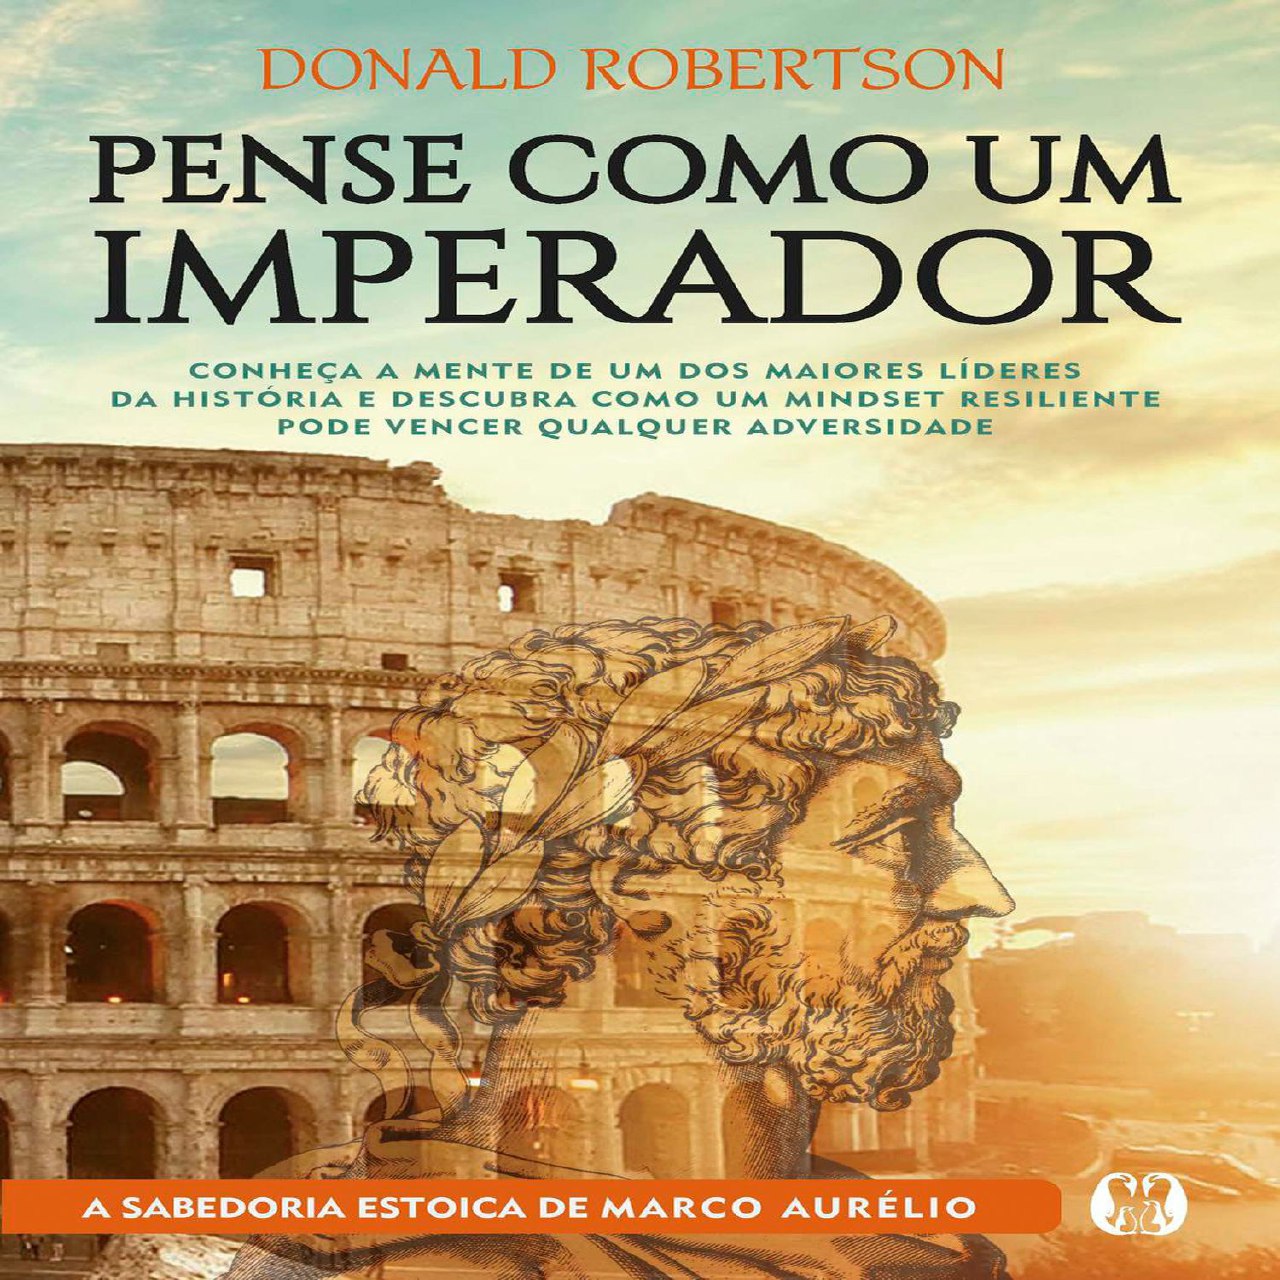 DONALD ROBERTSON
PENSE COMO UM
IMPERADOR
CONHEÇA A MENTE DE UM DOS MAIORES LÍDERES
DA HISTÓRIA E DESCUBRA COMO UM MINDSET RESILIENTE
PODE VENCER QUALQUER ADVERSIDADE
A SABEDORIA ESTOICA DE MARCO AURÉLIO